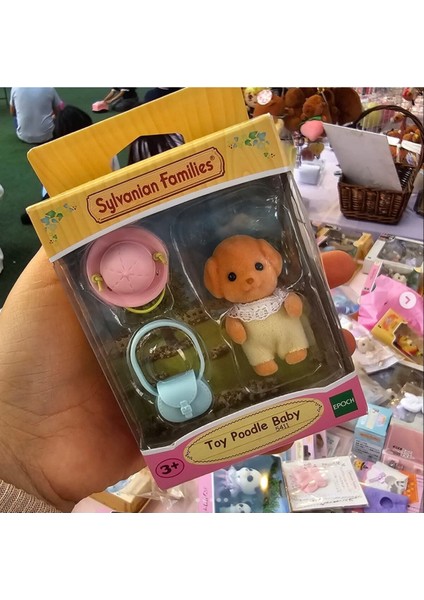 Sylvanian Families®
Toy Poodle Baby
5411
EPOCH
3+